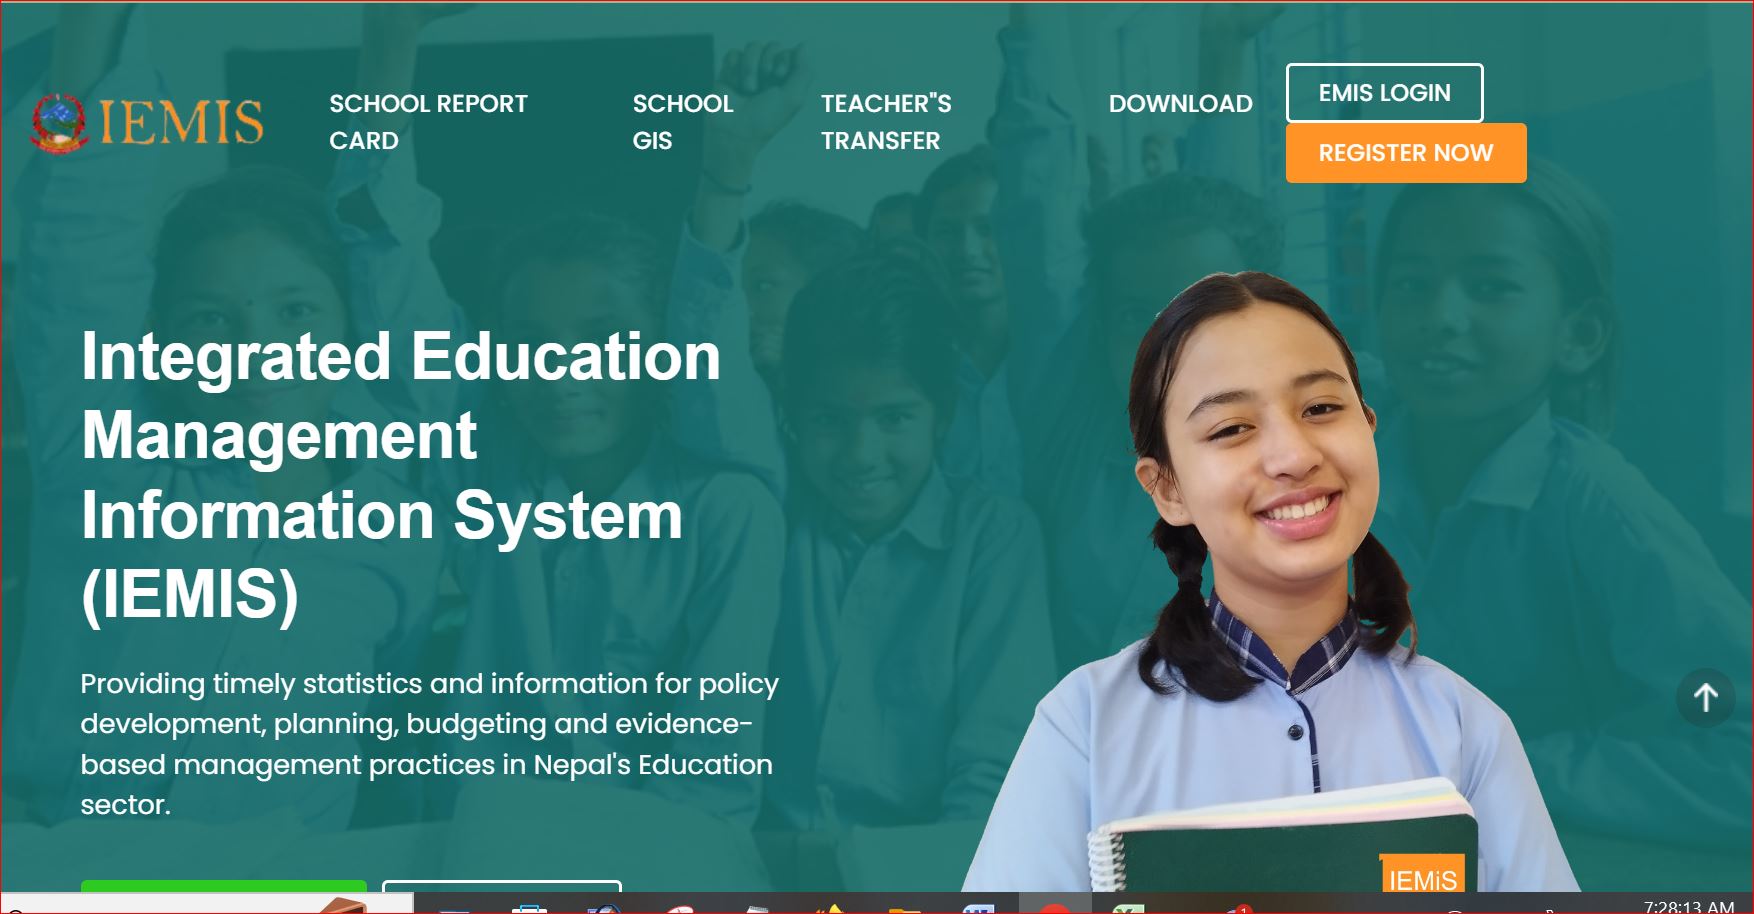 IEMIS
SCHOOL REPORT
CARD
SCHOOL
GIS
TEACHER"S
TRANSFER
DOWNLOAD
EMIS LOGIN
REGISTER NOW
Integrated Education
Management
Information System
(IEMIS)
Providing timely statistics and information for policy
development, planning, budgeting and evidence-
based management practices in Nepal's Education
sector.
IEMiS
7:28:13 AM